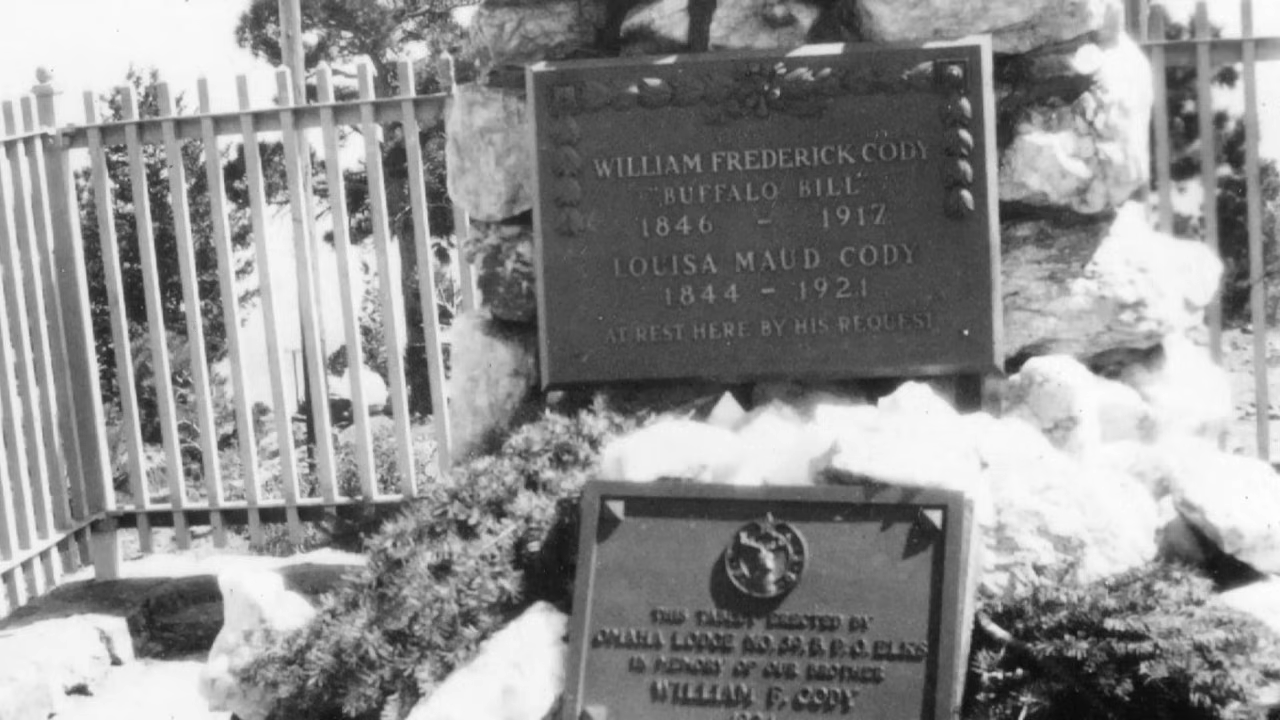 WILLIAM FREDERICK CODY
"BUFFALO BILL"
1846 - 1917
LOUISA MAUD CODY
1844 - 1921
AT REST HERE BY HIS REQUEST
THIS TABLET ERECTED BY
OMAHA LODGE NO. 39, B. P. O. ELKS
IN MEMORY OF OUR BROTHER
WILLIAM F. CODY